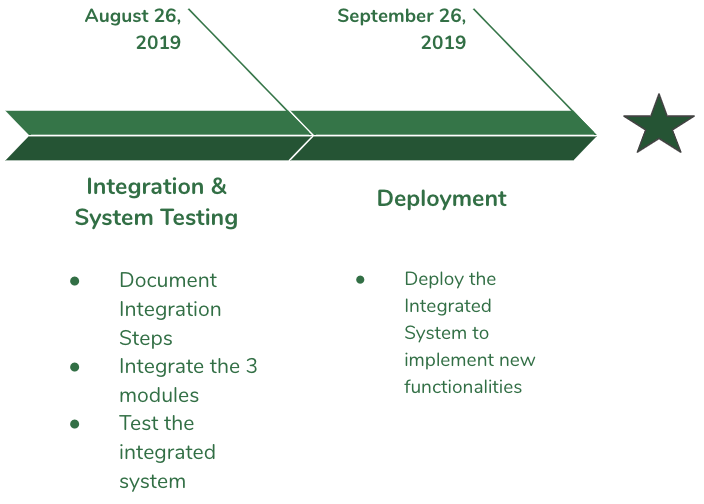 August 26,
2019
September 26,
2019
Integration &
System Testing
Deployment
● Document
Integration
Steps
● Integrate the 3
modules
● Test the
integrated
system
● Deploy the
Integrated
System to
implement new
functionalities